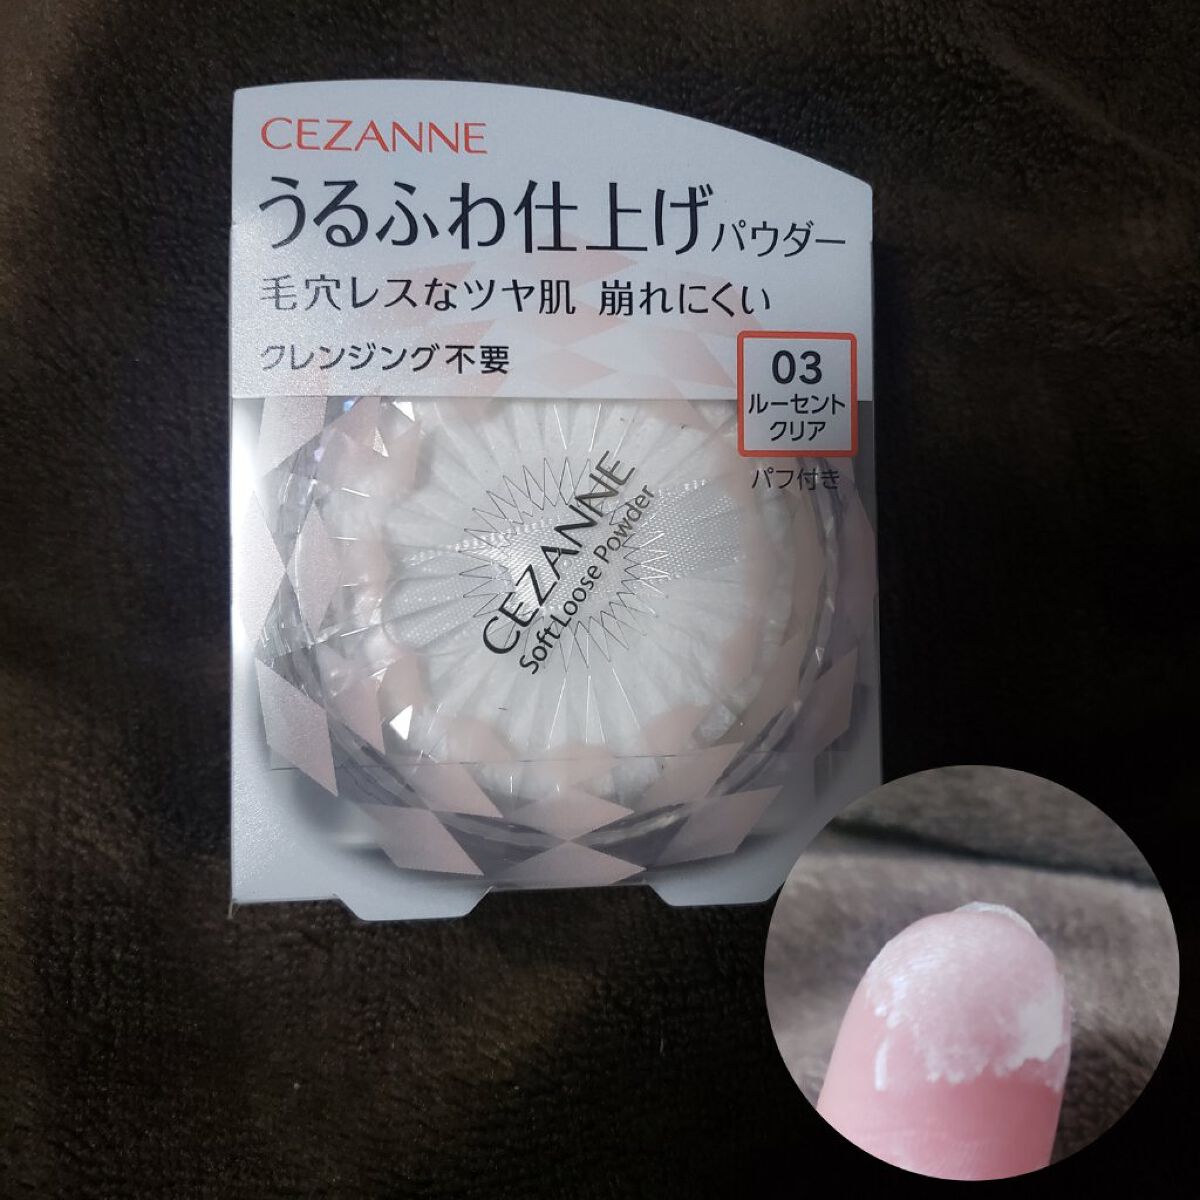 CEZANNE
うるふわ仕上げパウダー
毛穴レスなツヤ肌 崩れにくい
クレンジング不要
03
ルーセント
クリア
パフ付き
CEZANNE
Soft Loose Powder